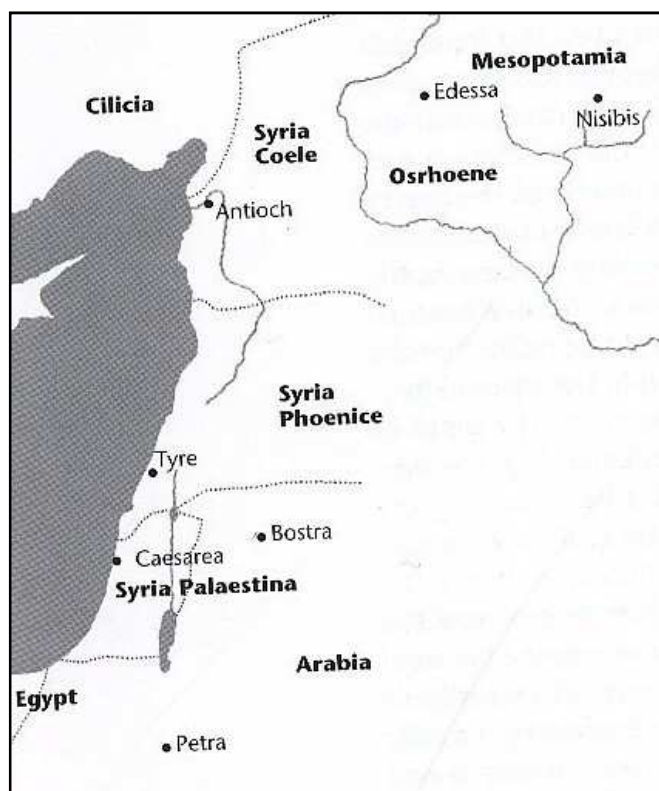 Mesopotamia
Edessa
Cilicia
Nisibis
Syria
Coele
Osrhoene
Antioch
Syria
Phoenice
Tyre
Bostra
Caesarea
Syria Palaestina
Arabia
Egypt
Petra